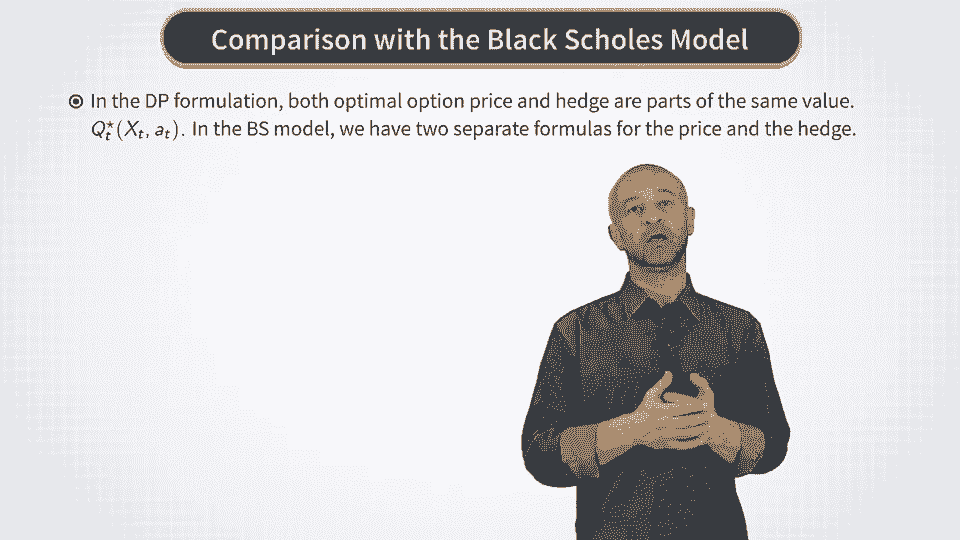 Comparison with the Black Scholes Model
In the DP formulation, both optimal option price and hedge are parts of the same value.
Q*_t(X_t, a_t). In the BS model, we have two separate formulas for the price and the hedge.